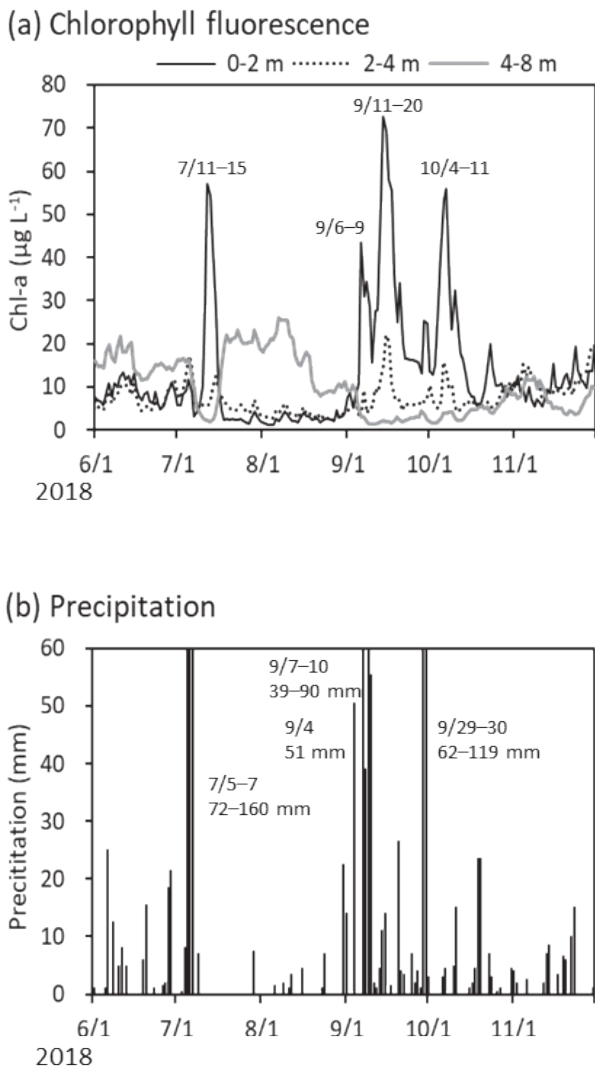 (a) Chlorophyll fluorescence
0-2 m 2-4 m 4-8 m
80
70
60
50
40
30
20
10
0
Chl-a (µg L⁻¹)
7/11–15
9/6–9
9/11–20
10/4–11
6/1 7/1 8/1 9/1 10/1 11/1
2018
(b) Precipitation
60
50
40
30
20
10
0
Precititation (mm)
7/5–7
72–160 mm
9/4
51 mm
9/7–10
39–90 mm
9/29–30
62–119 mm
6/1 7/1 8/1 9/1 10/1 11/1
2018